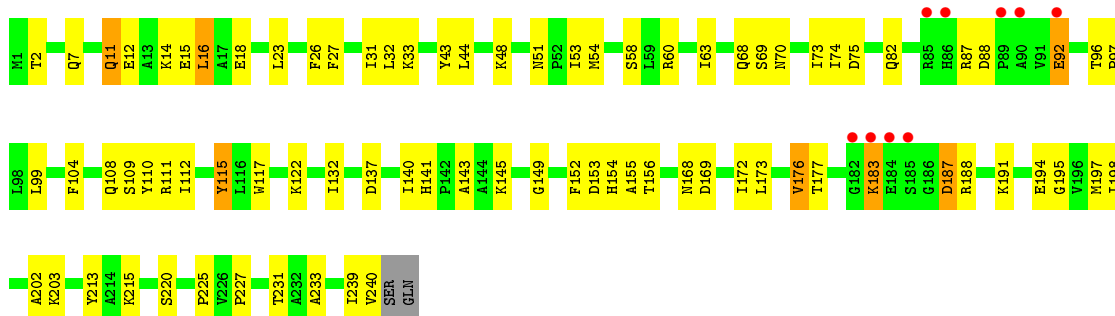 M1 T2 Q7 Q11 E12 A13 K14 E15 L16 A17 E18 L23 F26 F27 I31 L32 K33 Y43 L44 K48 N51 P52 I53 M54 S58 L59 R60 I63 Q68 S69 N70 I73 I74 D75 Q82 R85 H86 R87 D88 P89 A90 V91 E92 T96
L98 L99 F104 Q108 S109 Y110 R111 I112 Y115 L116 W117 K122 I132 D137 I140 H141 P142 A143 A144 K145 G149 F152 D153 H154 A155 T156 N168 D169 I172 L173 V176 T177 G182 K183 E184 S185 G186 D187 R188 K191 E194 G195 V196 M197
A202 K203 Y213 A214 K215 S220 P225 V226 P227 T231 A232 A233 I239 V240 SER GLN